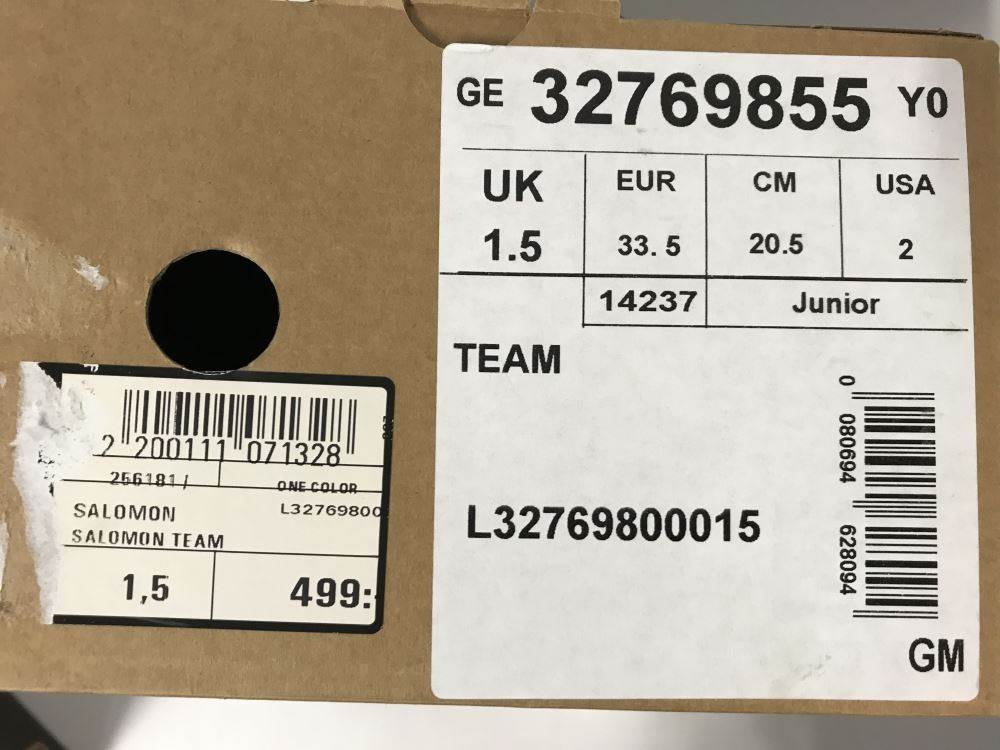 GE 32769855 Y0
UK EUR CM USA
1.5 33.5 20.5 2
14237 Junior
TEAM
L32769800015
0 080694 628094
GM
2 200111 071328
256181 /
ONE COLOR
SALOMON L32769800
SALOMON TEAM
1,5 499:-